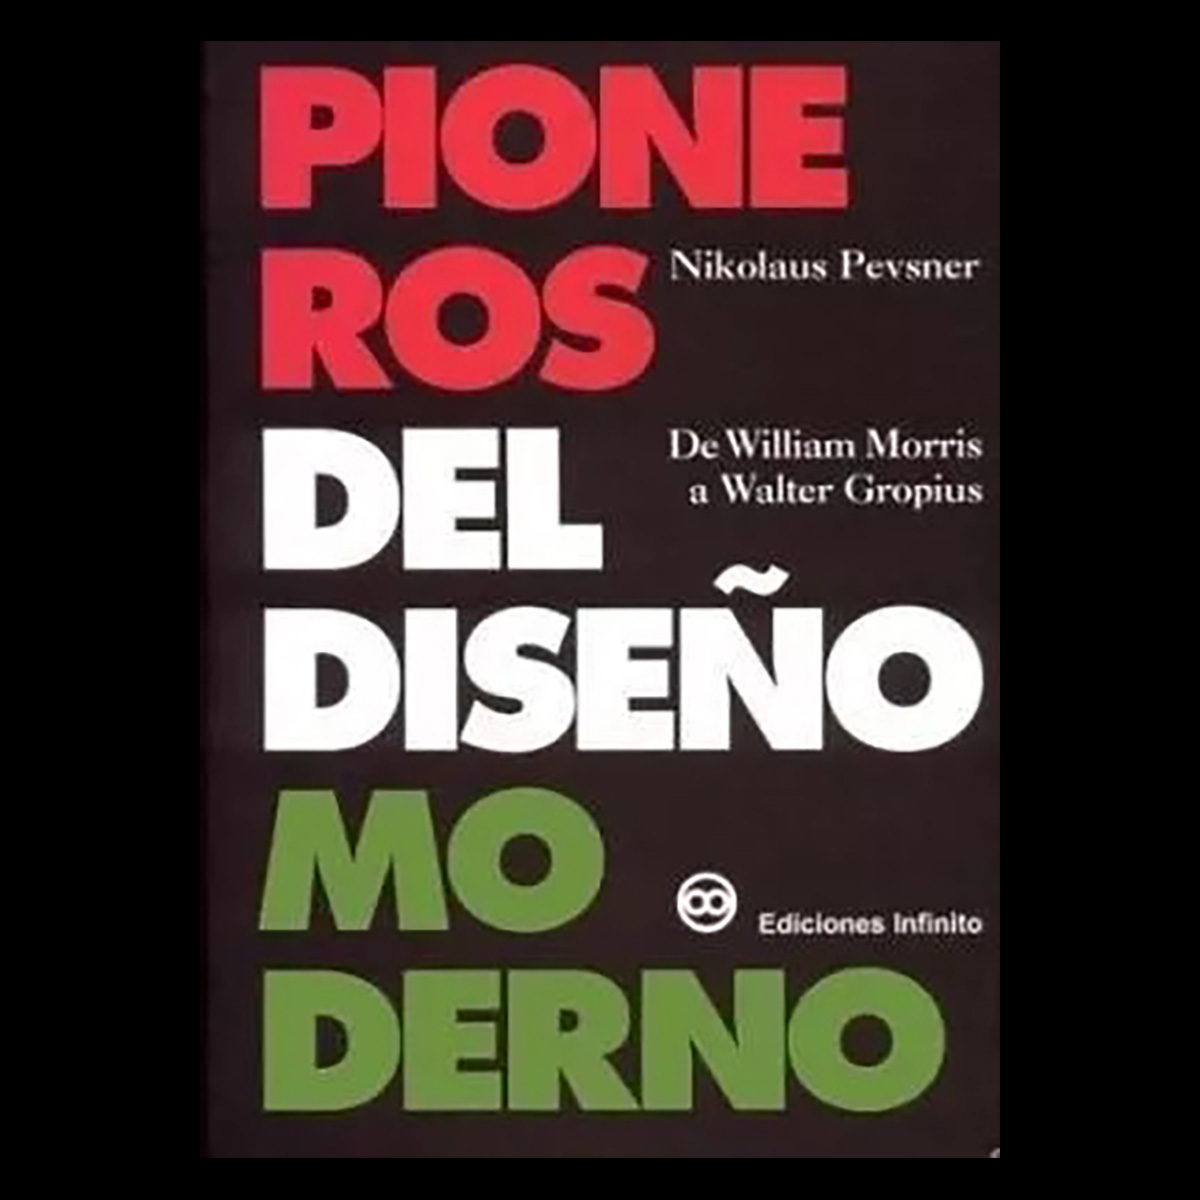 PIONE
ROS
Nikolaus Pevsner
DEL
De William Morris
a Walter Gropius
DISEÑO
MO
Ediciones Infinito
DERNO